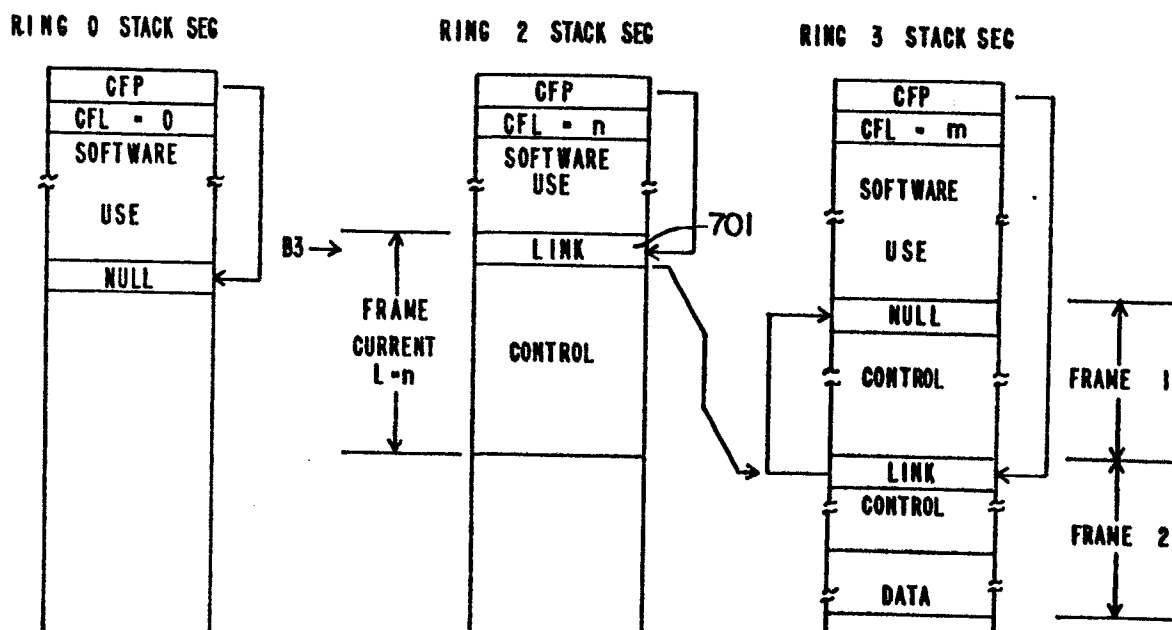 RING 0 STACK SEG
CFP
CFL = 0
SOFTWARE
USE
NULL
RING 2 STACK SEG
CFP
CFL = n
SOFTWARE
USE
701
B3
LINK
FRAME
CURRENT
L=n
CONTROL
RING 3 STACK SEG
CFP
CFL = m
SOFTWARE
USE
NULL
CONTROL
FRAME 1
LINK
CONTROL
FRAME 2
DATA